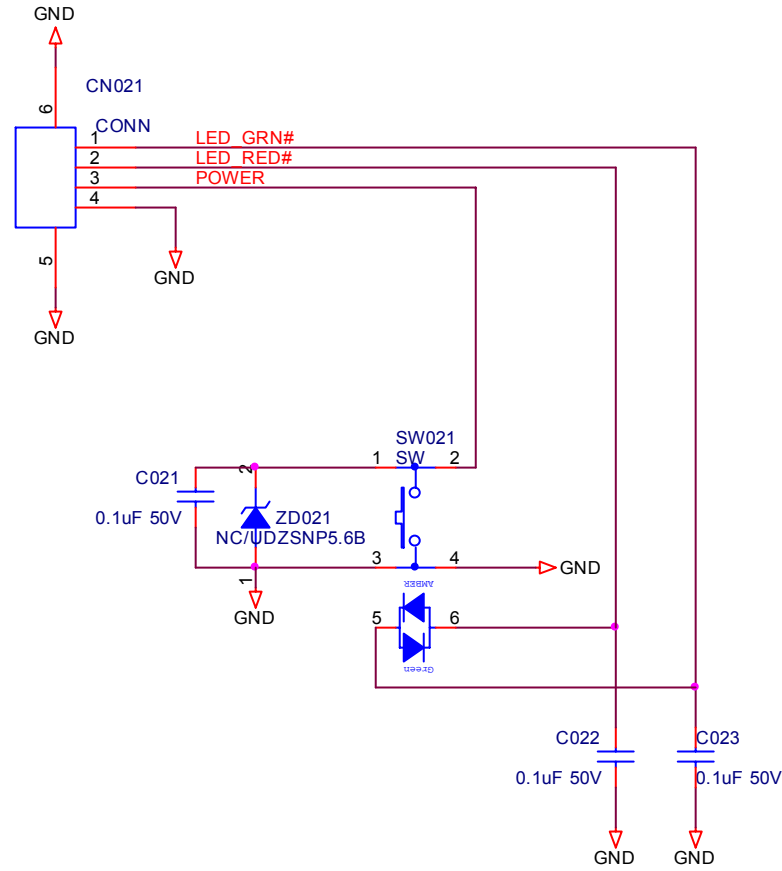 GND
CN021
6
CONN
1
LED_GRN#
2
LED_RED#
3
POWER
4
5
GND
GND
SW021
1
SW
2
C021
2
0.1uF 50V
ZD021
NC/UDZSNP5.6B
3
4
GND
1
GND
AMBER
5
6
Green
C022
C023
0.1uF 50V
0.1uF 50V
GND
GND